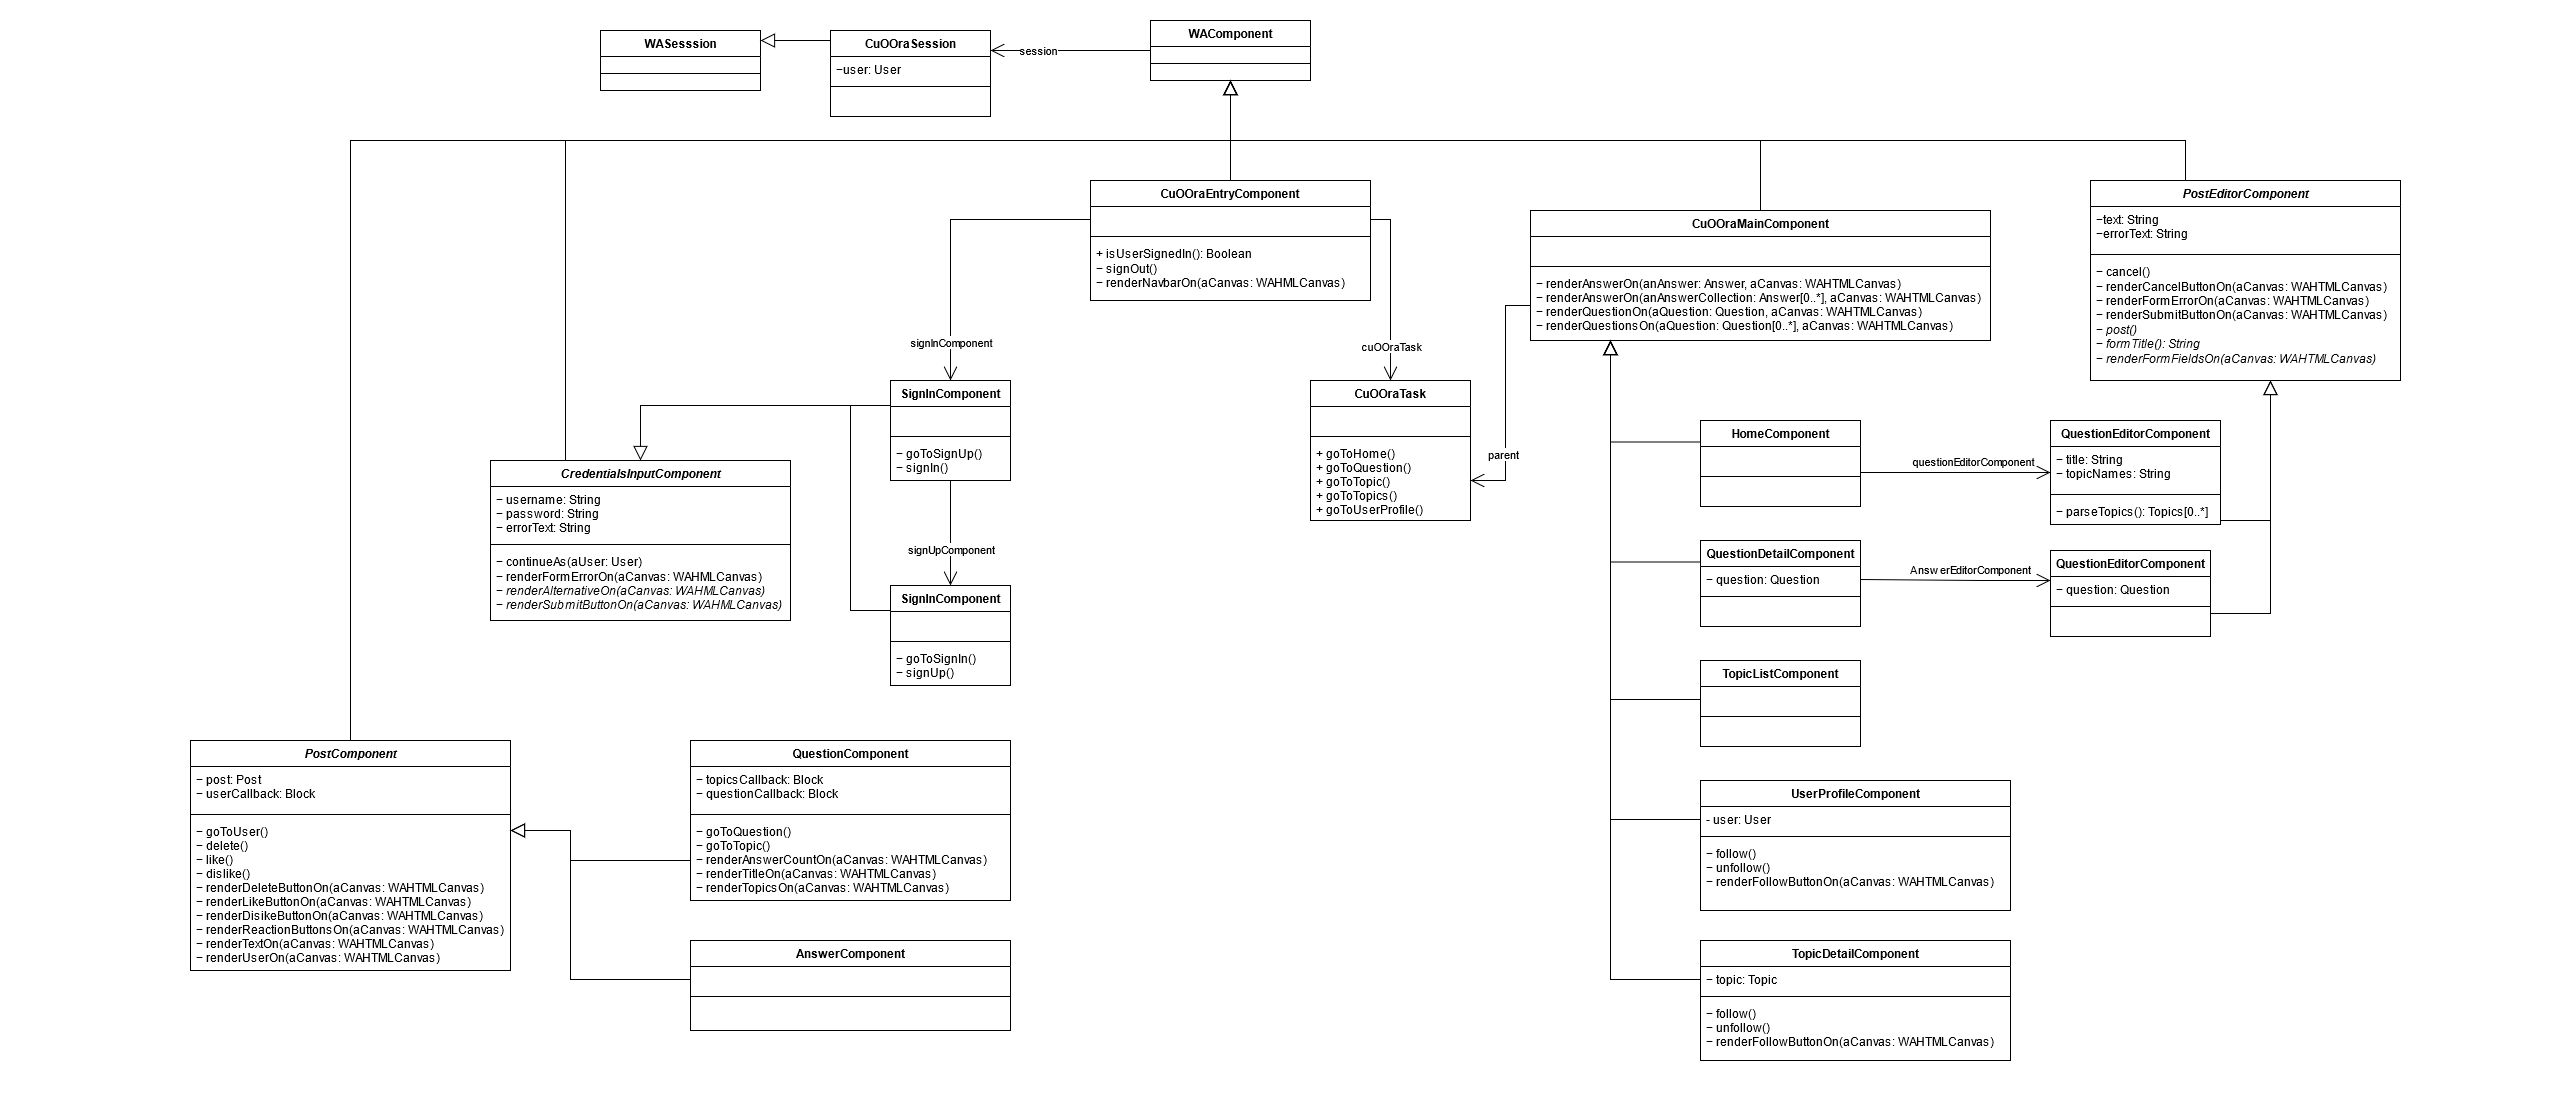 WASesssion
CuOOraSession
−user: User
session
WAComponent
CuOOraEntryComponent
+ isUserSignedIn(): Boolean
− signOut()
− renderNavbarOn(aCanvas: WAHMLCanvas)
signInComponent
cuOOraTask
SignInComponent
− goToSignUp()
− signIn()
signUpComponent
SignInComponent
− goToSignIn()
− signUp()
CredentialsInputComponent
− username: String
− password: String
− errorText: String
− continueAs(aUser: User)
− renderFormErrorOn(aCanvas: WAHMLCanvas)
− renderAlternativeOn(aCanvas: WAHMLCanvas)
− renderSubmitButtonOn(aCanvas: WAHMLCanvas)
CuOOraTask
+ goToHome()
+ goToQuestion()
+ goToTopic()
+ goToTopics()
+ goToUserProfile()
parent
CuOOraMainComponent
− renderAnswerOn(anAnswer: Answer, aCanvas: WAHTMLCanvas)
− renderAnswerOn(anAnswerCollection: Answer[0..*], aCanvas: WAHTMLCanvas)
− renderQuestionOn(aQuestion: Question, aCanvas: WAHTMLCanvas)
− renderQuestionsOn(aQuestion: Question[0..*], aCanvas: WAHTMLCanvas)
PostEditorComponent
−text: String
−errorText: String
− cancel()
− renderCancelButtonOn(aCanvas: WAHTMLCanvas)
− renderFormErrorOn(aCanvas: WAHTMLCanvas)
− renderSubmitButtonOn(aCanvas: WAHTMLCanvas)
− post()
− formTitle(): String
− renderFormFieldsOn(aCanvas: WAHTMLCanvas)
HomeComponent
questionEditorComponent
QuestionEditorComponent
− title: String
− topicNames: String
− parseTopics(): Topics[0..*]
QuestionDetailComponent
− question: Question
AnswerEditorComponent
QuestionEditorComponent
− question: Question
TopicListComponent
UserProfileComponent
- user: User
− follow()
− unfollow()
− renderFollowButtonOn(aCanvas: WAHTMLCanvas)
TopicDetailComponent
− topic: Topic
− follow()
− unfollow()
− renderFollowButtonOn(aCanvas: WAHTMLCanvas)
PostComponent
− post: Post
− userCallback: Block
− goToUser()
− delete()
− like()
− dislike()
− renderDeleteButtonOn(aCanvas: WAHTMLCanvas)
− renderLikeButtonOn(aCanvas: WAHTMLCanvas)
− renderDisikeButtonOn(aCanvas: WAHTMLCanvas)
− renderReactionButtonsOn(aCanvas: WAHTMLCanvas)
− renderTextOn(aCanvas: WAHTMLCanvas)
− renderUserOn(aCanvas: WAHTMLCanvas)
QuestionComponent
− topicsCallback: Block
− questionCallback: Block
− goToQuestion()
− goToTopic()
− renderAnswerCountOn(aCanvas: WAHTMLCanvas)
− renderTitleOn(aCanvas: WAHTMLCanvas)
− renderTopicsOn(aCanvas: WAHTMLCanvas)
AnswerComponent